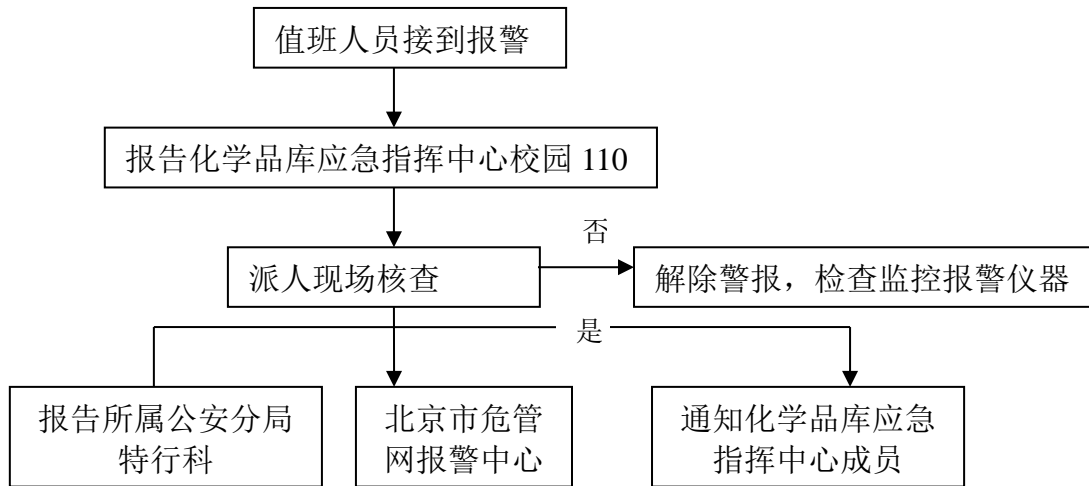 值班人员接到报警
报告化学品库应急指挥中心校园 110
否
派人现场核查
解除警报，检查监控报警仪器
是
报告所属公安分局
特行科
北京市危管
网报警中心
通知化学品库应急
指挥中心成员